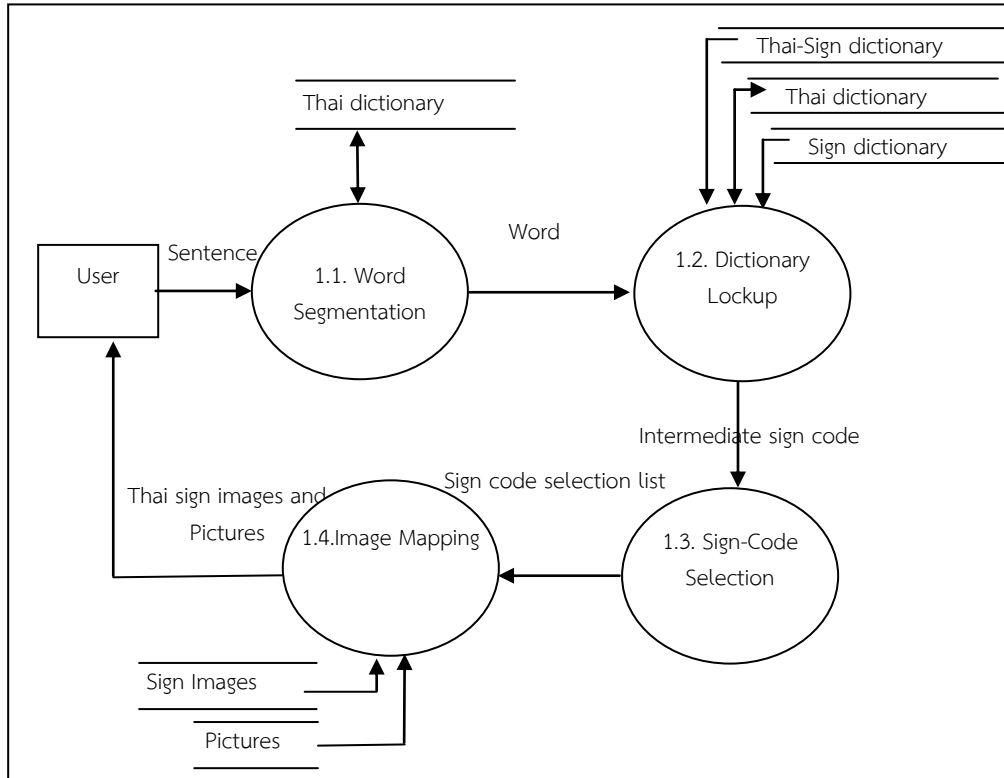 Thai-Sign dictionary
Thai dictionary
Thai dictionary
Sign dictionary
Sentence
Word
User
1.1. Word
Segmentation
1.2. Dictionary
Lockup
Intermediate sign code
Sign code selection list
Thai sign images and
Pictures
1.4.Image Mapping
1.3. Sign-Code
Selection
Sign Images
Pictures